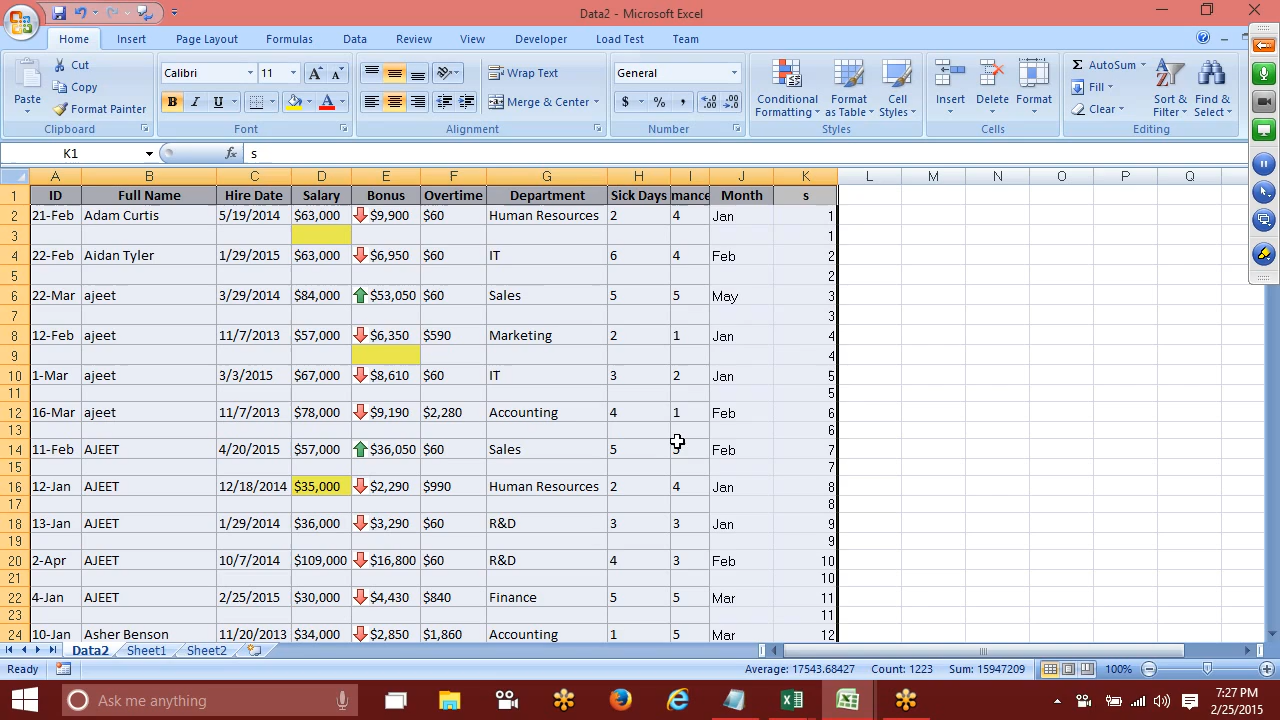 Data2 - Microsoft Excel
Home Insert Page Layout Formulas Data Review View Developer Load Test Team
Paste Cut Copy Format Painter Clipboard
Calibri 11 A A B I U A Font
Wrap Text Merge & Center Alignment
General $ % , Number
Conditional Formatting Format as Table Cell Styles Styles
Insert Delete Format Cells
AutoSum Fill Clear Sort & Filter Find & Select Editing
K1 fx s
A B C D E F G H I J K L M N O P Q
1 ID Full Name Hire Date Salary Bonus Overtime Department Sick Days mance Month s
2 21-Feb Adam Curtis 5/19/2014 $63,000 $9,900 $60 Human Resources 2 4 Jan 1
3 1
4 22-Feb Aidan Tyler 1/29/2015 $63,000 $6,950 $60 IT 6 4 Feb 2
5 2
6 22-Mar ajeet 3/29/2014 $84,000 $53,050 $60 Sales 5 5 May 3
7 3
8 12-Feb ajeet 11/7/2013 $57,000 $6,350 $590 Marketing 2 1 Jan 4
9 4
10 1-Mar ajeet 3/3/2015 $67,000 $8,610 $60 IT 3 2 Jan 5
11 5
12 16-Mar ajeet 11/7/2013 $78,000 $9,190 $2,280 Accounting 4 1 Feb 6
13 6
14 11-Feb AJEET 4/20/2015 $57,000 $36,050 $60 Sales 5 Feb 7
15 7
16 12-Jan AJEET 12/18/2014 $35,000 $2,290 $990 Human Resources 2 4 Jan 8
17 8
18 13-Jan AJEET 1/29/2014 $36,000 $3,290 $60 R&D 3 3 Jan 9
19 9
20 2-Apr AJEET 10/7/2014 $109,000 $16,800 $60 R&D 4 3 Feb 10
21 10
22 4-Jan AJEET 2/25/2015 $30,000 $4,430 $840 Finance 5 5 Mar 11
23 11
24 10-Jan Asher Benson 11/20/2013 $34,000 $2,850 $1,860 Accounting 1 5 Mar 12
Data2 Sheet1 Sheet2
Ready Average: 17543.68427 Count: 1223 Sum: 15947209 100%
Ask me anything
7:27 PM
2/25/2015